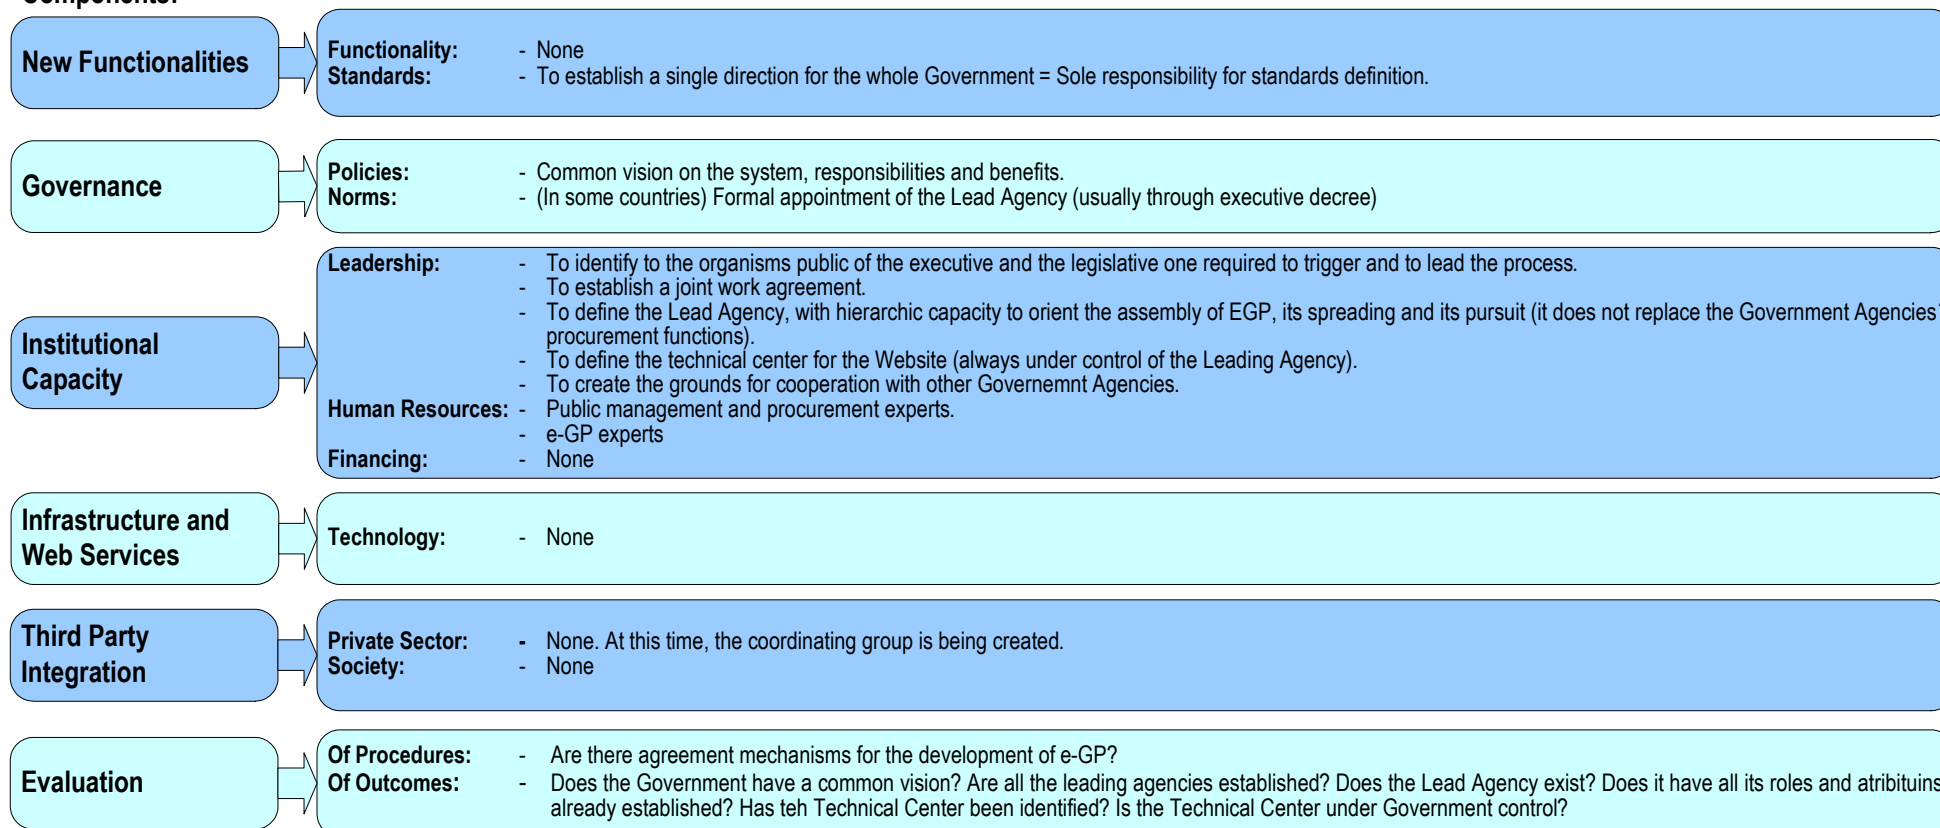 Components:
New Functionalities
Functionality: - None
Standards: - To establish a single direction for the whole Government = Sole responsibility for standards definition.
Governance
Policies: - Common vision on the system, responsibilities and benefits.
Norms: - (In some countries) Formal appointment of the Lead Agency (usually through executive decree)
Institutional
Capacity
Leadership: - To identify to the organisms public of the executive and the legislative one required to trigger and to lead the process.
- To establish a joint work agreement.
- To define the Lead Agency, with hierarchic capacity to orient the assembly of EGP, its spreading and its pursuit (it does not replace the Government Agencies'
procurement functions).
- To define the technical center for the Website (always under control of the Leading Agency).
- To create the grounds for cooperation with other Governemnt Agencies.
Human Resources: - Public management and procurement experts.
- e-GP experts
Financing: - None
Infrastructure and
Web Services
Technology: - None
Third Party
Integration
Private Sector: - None. At this time, the coordinating group is being created.
Society: - None
Evaluation
Of Procedures: - Are there agreement mechanisms for the development of e-GP?
Of Outcomes: - Does the Government have a common vision? Are all the leading agencies established? Does the Lead Agency exist? Does it have all its roles and atribituins
already established? Has teh Technical Center been identified? Is the Technical Center under Government control?